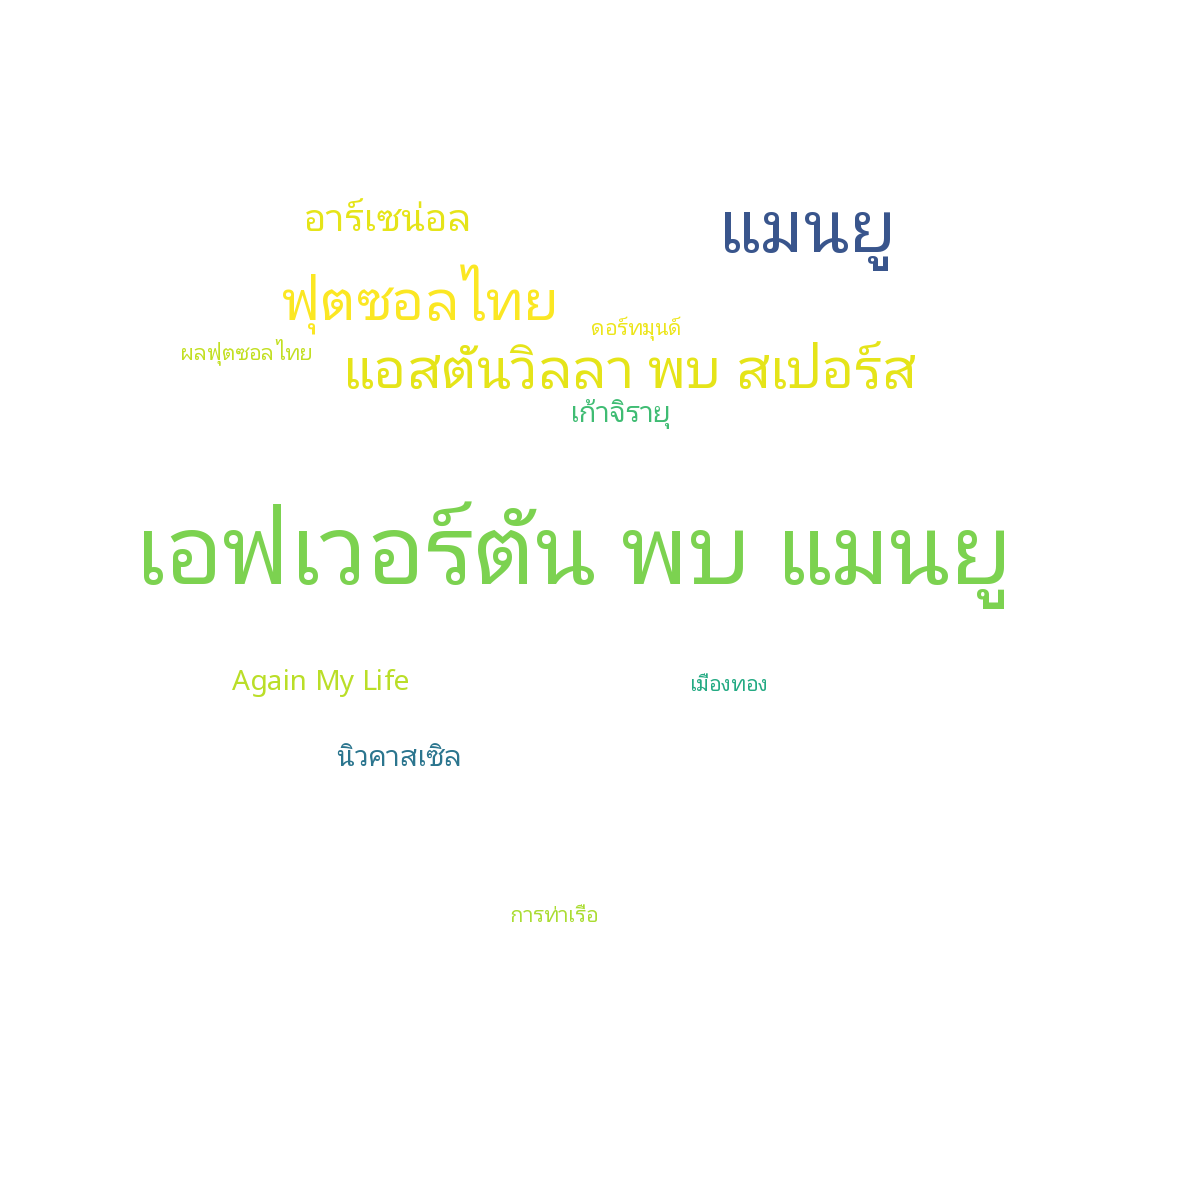 อาร์เซน่อล
แมนยู
ฟุตซอลไทย
ดอร์ทมุนด์
ผลฟุตซอลไทย
แอสตันวิลลา พบ สเปอร์ส
เก้าจิรายุ
เอฟเวอร์ตัน พบ แมนยู
Again My Life
เมืองทอง
นิวคาสเซิล
การท่าเรือ